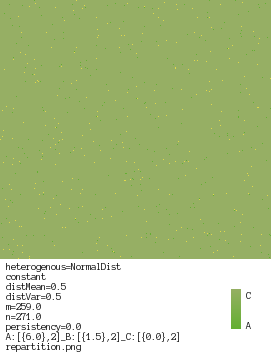 heterogenous=NormalDist
constant
distMean=0.5
distVar=0.5
m=259.0
n=271.0
persistency=0.0
A:[{6.0},2]_B:[{1.5},2]_C:[{0.0},2]
repartition.png
C
A